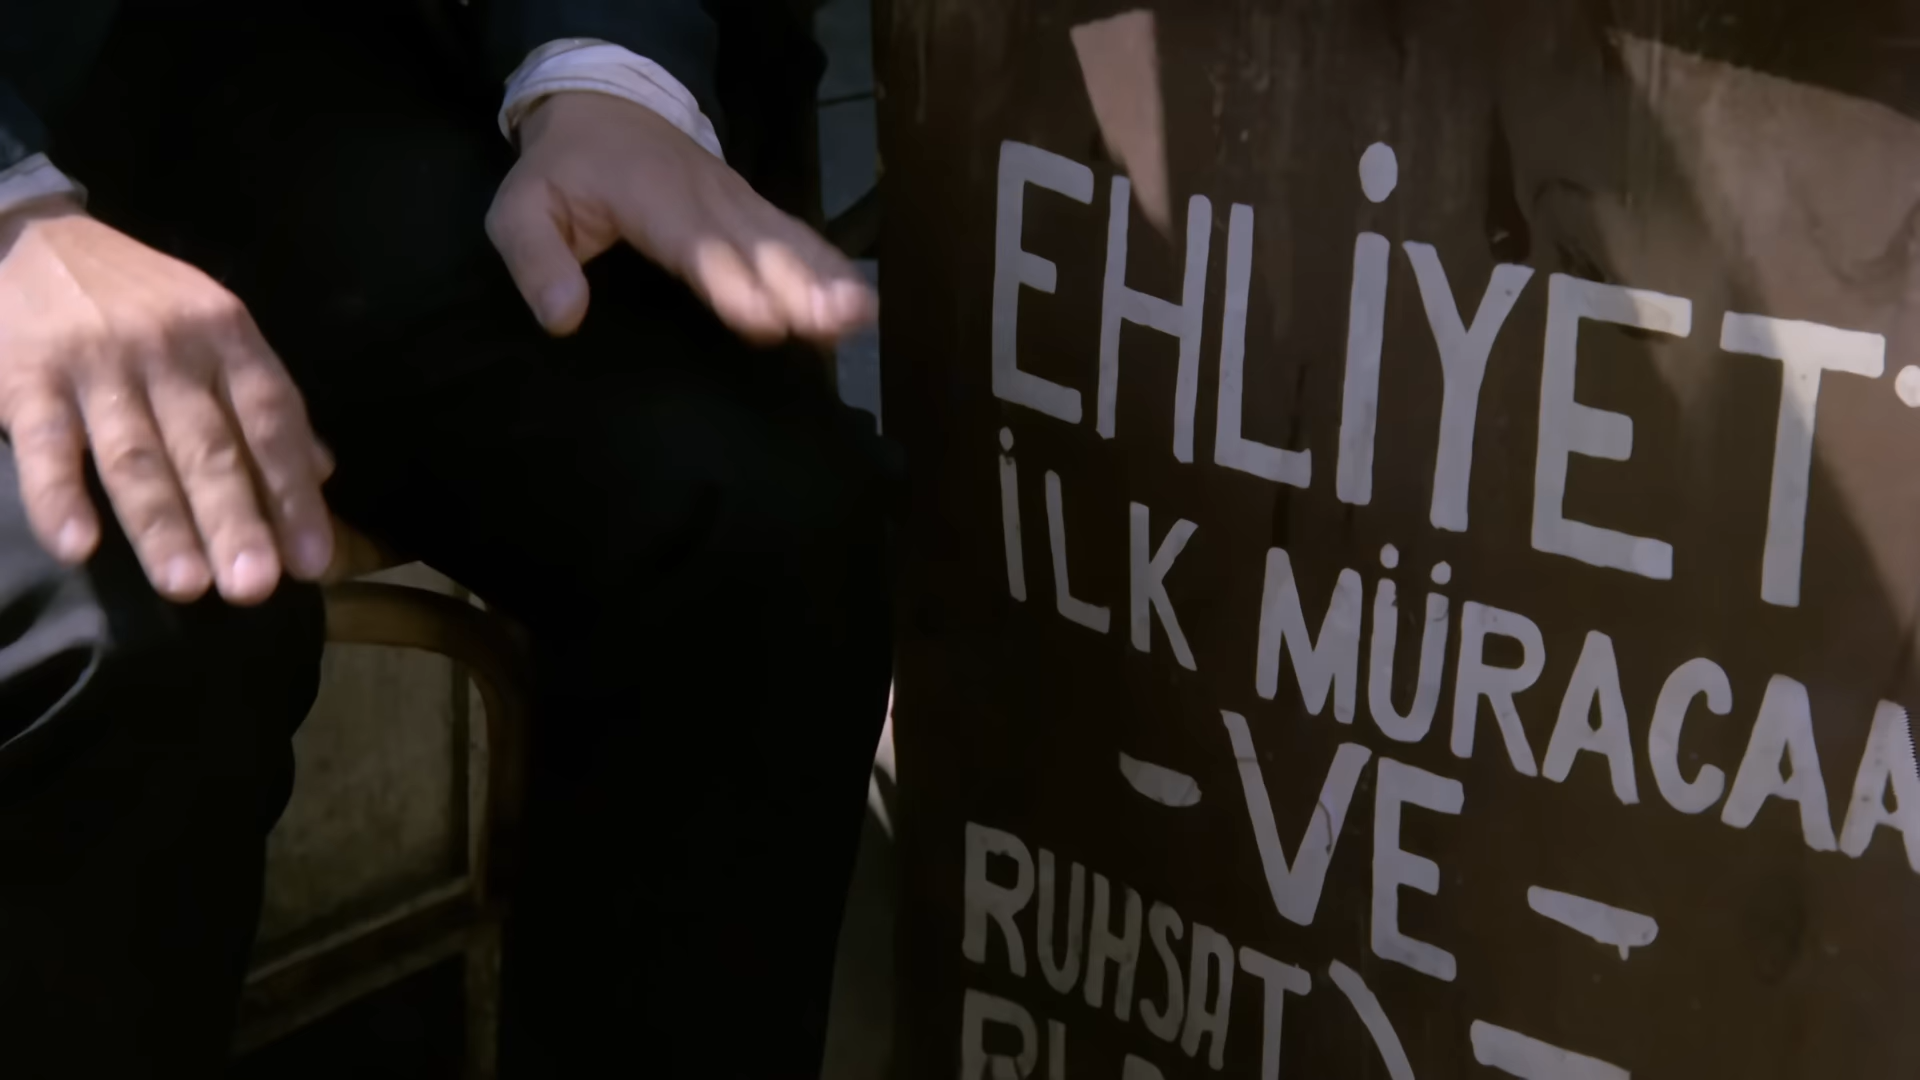 EHLİYET
İLK MÜRACAA
- VE -
RUHSAT